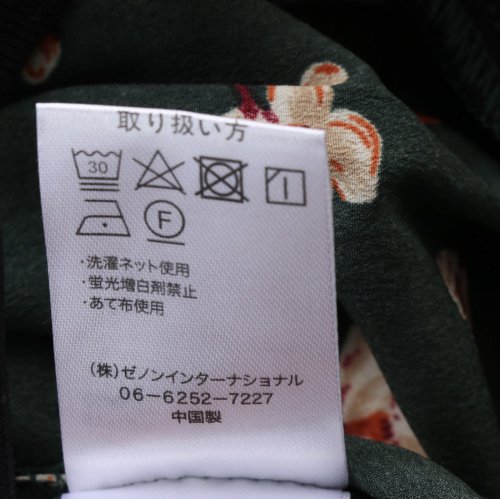 取り扱い方
30
F
・洗濯ネット使用
・蛍光増白剤禁止
・あて布使用
(株)ゼノンインターナショナル
06-6252-7227
中国製